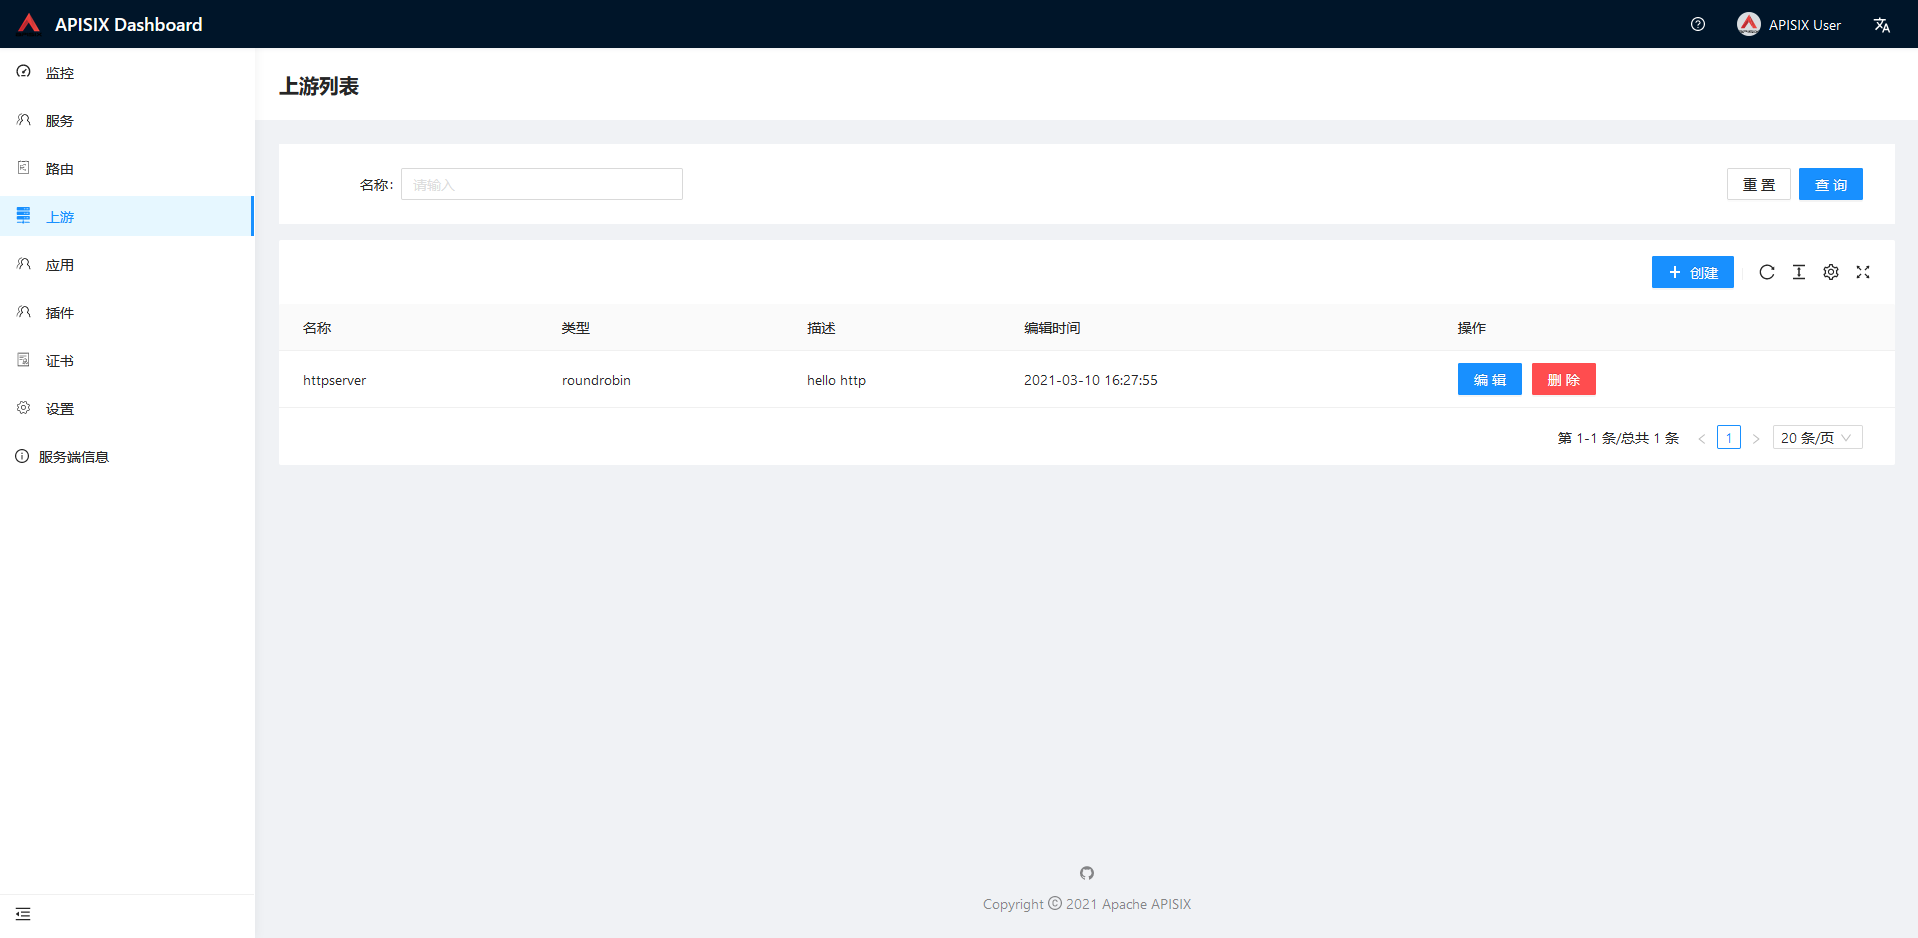 APISIX Dashboard
APISIX User
监控
服务
路由
上游
应用
插件
证书
设置
服务端信息
上游列表
名称: 请输入 重 置 查 询
创建
名称 类型 描述 编辑时间 操作
httpserver roundrobin hello http 2021-03-10 16:27:55 编 辑 删 除
第 1-1 条/总共 1 条 < 1 > 20 条/页
Copyright © 2021 Apache APISIX